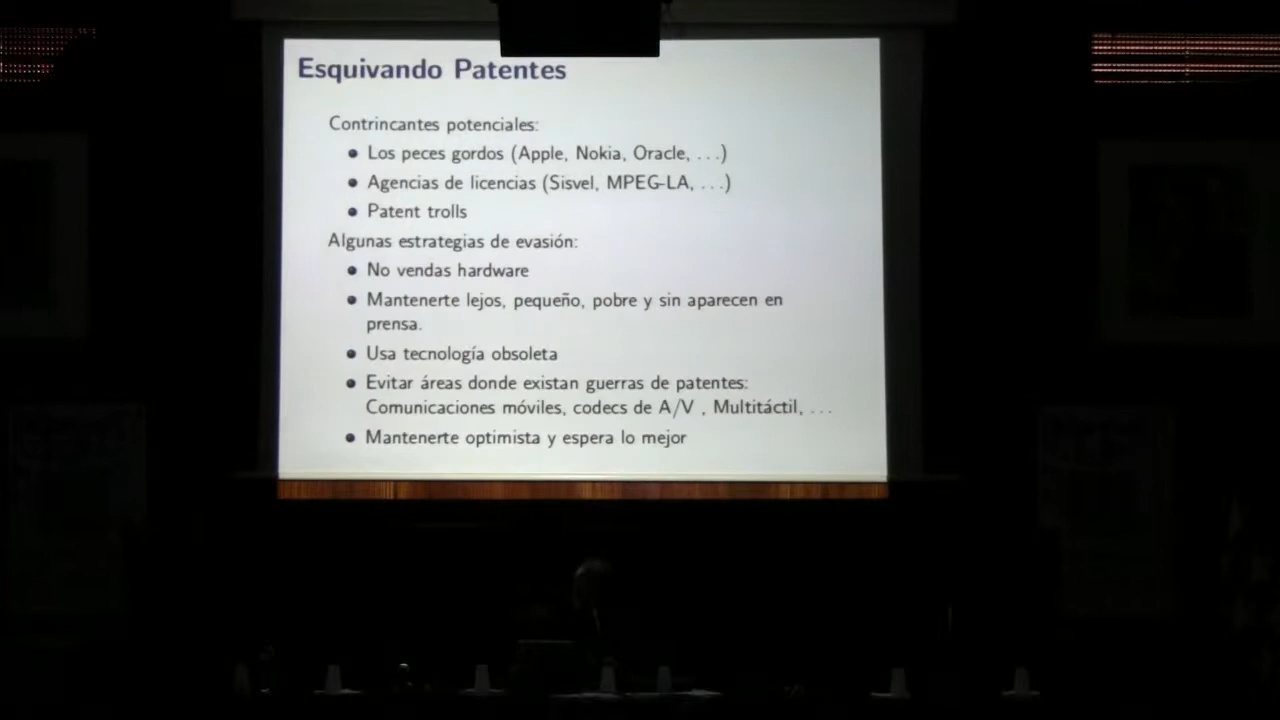 Esquivando Patentes
Contrincantes potenciales:
• Los peces gordos (Apple, Nokia, Oracle, . . .)
• Agencias de licencias (Sisvel, MPEG-LA, . . .)
• Patent trolls
Algunas estrategias de evasión:
• No vendas hardware
• Mantenerte lejos, pequeño, pobre y sin aparecen en
prensa.
• Usa tecnología obsoleta
• Evitar áreas donde existan guerras de patentes:
Comunicaciones móviles, codecs de A/V , Multitáctil, . . .
• Mantenerte optimista y espera lo mejor